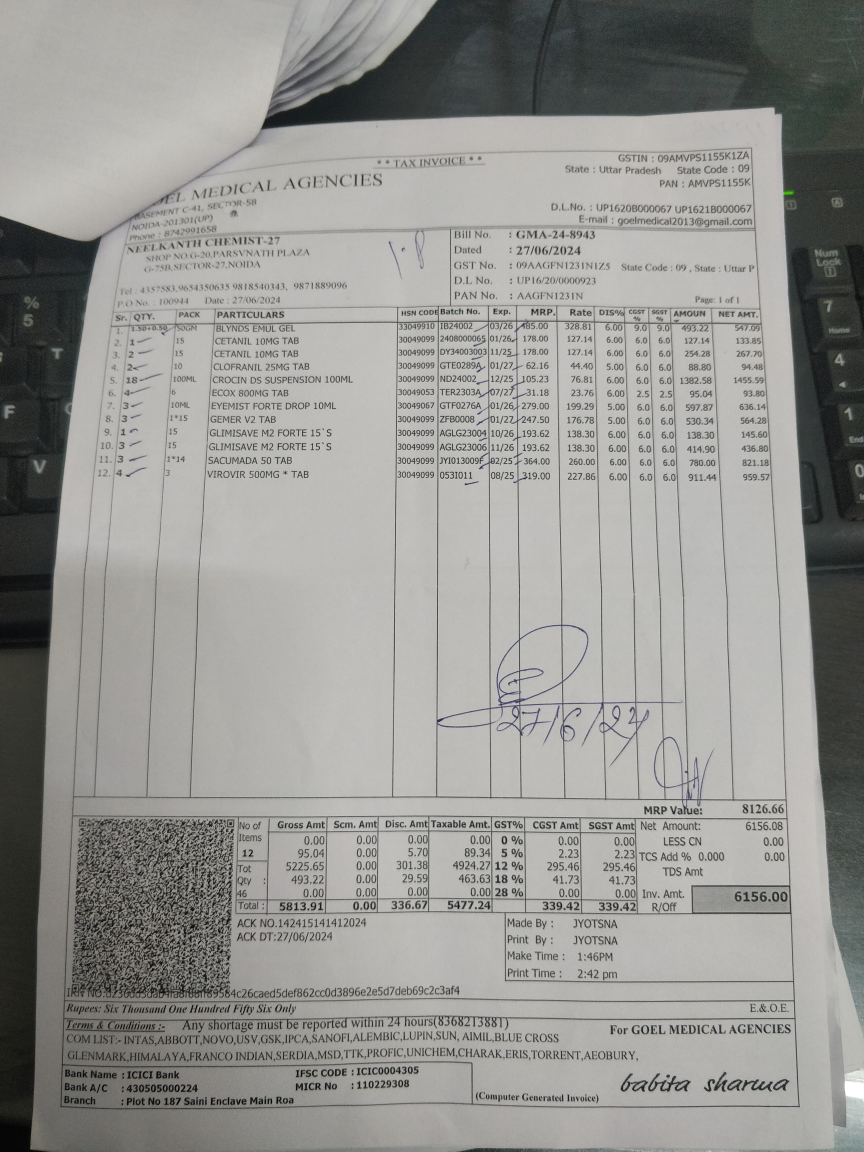 * * TAX INVOICE * *
GSTIN : 09AMVPS1155K1ZA
State : Uttar Pradesh State Code : 09
PAN : AMVPS1155K
OEL MEDICAL AGENCIES
BASEMENT C-41, SECTOR-58
NOIDA-201301(UP)
Phone : 8742991658
D.L.No. : UP1620B000067 UP1621B000067
E-mail : goelmedical2013@gmail.com
NEELKANTH CHEMIST-27
SHOP NO.G-20,PARSVNATH PLAZA
G-75B,SECTOR-27,NOIDA
Tel : 4357583,9654350635 9818540343, 9871889096
P.O No. : 100944 Date : 27/06/2024
Bill No. : GMA-24-8943
Dated : 27/06/2024
GST No. : 09AAGFN1231N1Z5 State Code : 09 , State : Uttar P
D.L No. : UP16/20/0000923
PAN No. : AAGFN1231N
Page: 1 of 1
Sr. QTY. PACK PARTICULARS HSN CODE Batch No. Exp. MRP. Rate DIS% CGST % SGST % AMOUN NET AMT.
1. 1.50+0.50 50GM BLYNDS EMUL GEL 33049910 IB24002 03/26 485.00 328.81 6.00 9.0 9.0 493.22 547.09
2. 1 15 CETANIL 10MG TAB 30049099 2408000065 01/26 178.00 127.14 6.00 6.0 6.0 127.14 133.85
3. 2 15 CETANIL 10MG TAB 30049099 DY34003003 11/25 178.00 127.14 6.00 6.0 6.0 254.28 267.70
4. 2 10 CLOFRANIL 25MG TAB 30049099 GTE0289A 01/27 62.16 44.40 5.00 6.0 6.0 88.80 94.48
5. 18 100ML CROCIN DS SUSPENSION 100ML 30049099 ND24002 12/25 105.23 76.81 6.00 6.0 6.0 1382.58 1455.59
6. 4 6 ECOX 800MG TAB 30049053 TER2303A 07/27 31.18 23.76 6.00 2.5 2.5 95.04 93.80
7. 3 10ML EYEMIST FORTE DROP 10ML 30049067 GTF0276A 01/26 279.00 199.29 5.00 6.0 6.0 597.87 636.14
8. 3 1*15 GEMER V2 TAB 30049099 ZFB0008 01/27 247.50 176.78 5.00 6.0 6.0 530.34 564.28
9. 1 15 GLIMISAVE M2 FORTE 15`S 30049099 AGLG23004 10/26 193.62 138.30 6.00 6.0 6.0 138.30 145.60
10. 3 15 GLIMISAVE M2 FORTE 15`S 30049099 AGLG23006 11/26 193.62 138.30 6.00 6.0 6.0 414.90 436.80
11. 3 1*14 SACUMADA 50 TAB 30049099 JYI013009F 02/25 364.00 260.00 6.00 6.0 6.0 780.00 821.18
12. 4 3 VIROVIR 500MG * TAB 30049099 053I011 08/25 319.00 227.86 6.00 6.0 6.0 911.44 959.57
27/6/24
MRP Value: 8126.66
No of Items 12 Tot Qty : 46
Gross Amt Scm. Amt Disc. Amt Taxable Amt. GST% CGST Amt SGST Amt
0.00 0.00 0.00 0.00 0 % 0.00 0.00
95.04 0.00 5.70 89.34 5 % 2.23 2.23
5225.65 0.00 301.38 4924.27 12 % 295.46 295.46
493.22 0.00 29.59 463.63 18 % 41.73 41.73
0.00 0.00 0.00 0.00 28 % 0.00 0.00
Total : 5813.91 0.00 336.67 5477.24 339.42 339.42
Net Amount: 6156.08
LESS CN 0.00
TCS Add % 0.000 0.00
TDS Amt
Inv. Amt. R/Off 6156.00
ACK NO.142415141412024
ACK DT:27/06/2024
Made By : JYOTSNA
Print By : JYOTSNA
Make Time : 1:46PM
Print Time : 2:42 pm
Rupees: Six Thousand One Hundred Fifty Six Only E.&.O.E.
Terms & Conditions :- Any shortage must be reported within 24 hours(8368213881)
COM LIST:- INTAS,ABBOTT,NOVO,USV,GSK,IPCA,SANOFI,ALEMBIC,LUPIN,SUN, AIMIL,BLUE CROSS
GLENMARK,HIMALAYA,FRANCO INDIAN,SERDIA,MSD,TTK,PROFIC,UNICHEM,CHARAK,ERIS,TORRENT,AEOBURY,
For GOEL MEDICAL AGENCIES
Bank Name : ICICI Bank IFSC CODE : ICIC0004305
Bank A/C : 430505000224 MICR No : 110229308
Branch : Plot No 187 Saini Enclave Main Roa
(Computer Generated Invoice)
babita sharma